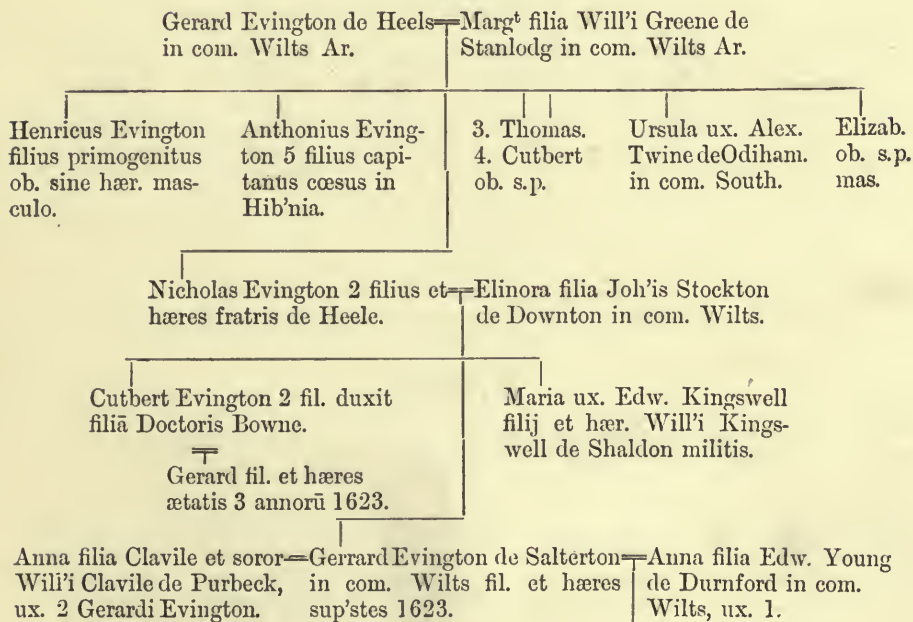 Gerard Evington de Heels
in com. Wilts Ar.
Margt filia Will'i Greene de
Stanlodg in com. Wilts Ar.
Henricus Evington
filius primogenitus
ob. sine hær. mas-
culo.
Anthonius Eving-
ton 5 filius capi-
tanus cœsus in
Hib'nia.
3. Thomas.
4. Cutbert
ob. s.p.
Ursula ux. Alex.
Twine de Odiham.
in com. South.
Elizab.
ob. s.p.
mas.
Nicholas Evington 2 filius et
hæres fratris de Heele.
Elinora filia Joh'is Stockton
de Downton in com. Wilts.
Cutbert Evington 2 fil. duxit
filiā Doctoris Bowne.
Gerard fil. et hæres
ætatis 3 annorū 1623.
Maria ux. Edw. Kingswell
filij et hær. Will'i Kings-
well de Shaldon militis.
Anna filia Clavile et soror
Wili'i Clavile de Purbeck,
ux. 2 Gerardi Evington.
Gerrard Evington de Salterton
in com. Wilts fil. et hæres
sup'stes 1623.
Anna filia Edw. Young
de Durnford in com.
Wilts, ux. 1.